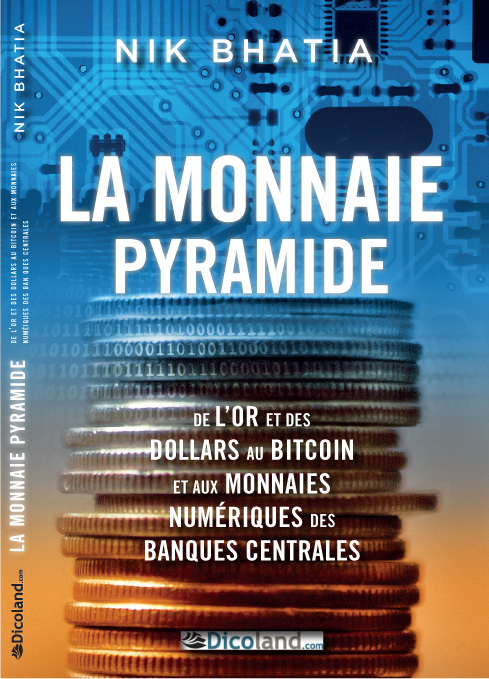 NIK BHATIA
LA MONNAIE
PYRAMIDE
DE L'OR ET DES
DOLLARS AU BITCOIN
ET AUX MONNAIES
NUMÉRIQUES DES
BANQUES CENTRALES
Dicoland.com
NIK BHATIA
DE L'OR ET DES DOLLARS AU BITCOIN ET AUX MONNAIES
NUMÉRIQUES DES BANQUES CENTRALES
LA MONNAIE PYRAMIDE
Dicoland.com